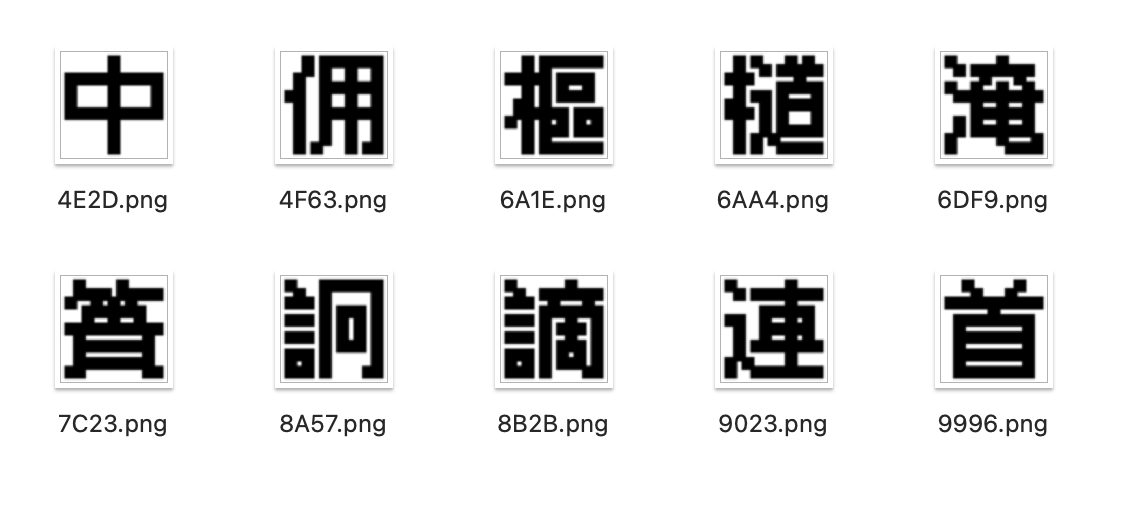 中 佣 樞 檤 淹
4E2D.png 4F63.png 6A1E.png 6AA4.png 6DF9.png
簣 詗 謫 連 首
7C23.png 8A57.png 8B2B.png 9023.png 9996.png